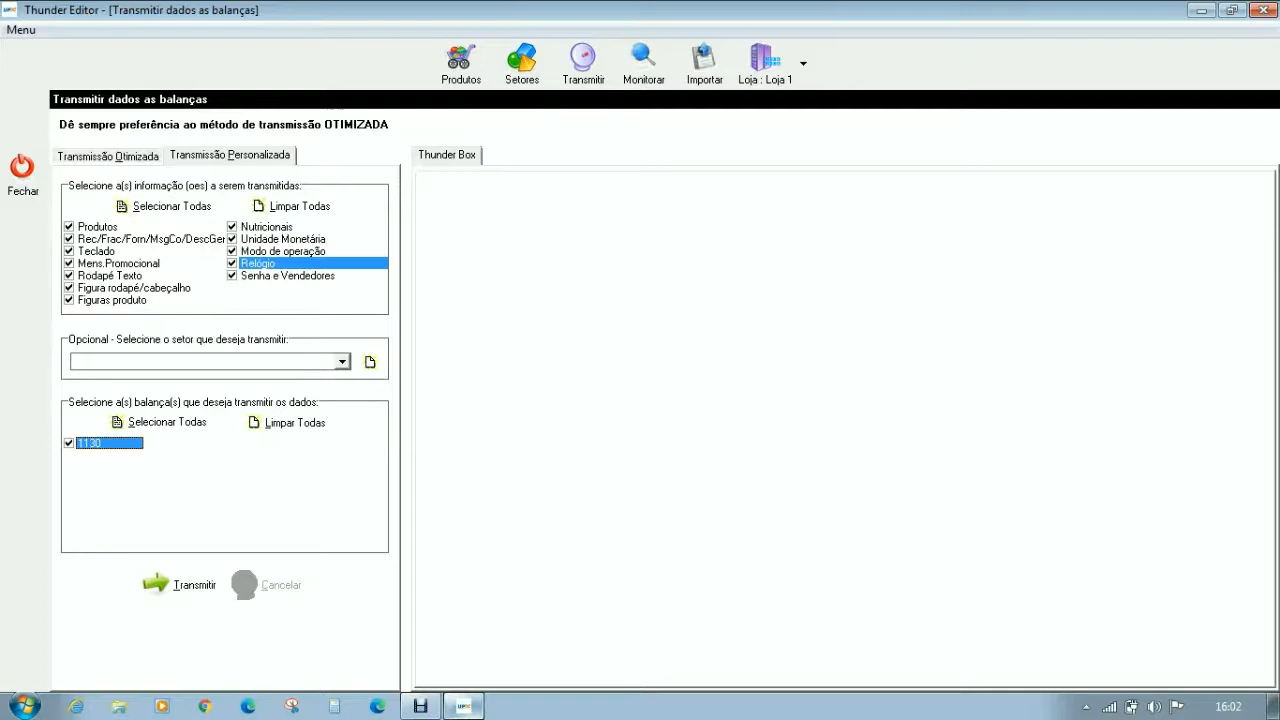 Thunder Editor - [Transmitir dados as balanças]
Menu
Produtos Setores Transmitir Monitorar Importar Loja : Loja 1
Transmitir dados as balanças
Dê sempre preferência ao método de transmissão OTIMIZADA
Fechar
Transmissão Otimizada Transmissão Personalizada
Selecione a(s) informação (oes) a serem transmitidas:
Selecionar Todas Limpar Todas
Produtos Nutricionais
Rec/Frac/Forn/MsgCo/DescGer Unidade Monetária
Teclado Modo de operação
Mens.Promocional Relógio
Rodapé Texto Senha e Vendedores
Figura rodapé/cabeçalho
Figuras produto
Opcional - Selecione o setor que deseja transmitir:
Selecione a(s) balança(s) que deseja transmitir os dados:
Selecionar Todas Limpar Todas
1130
Transmitir Cancelar
Thunder Box
16:02